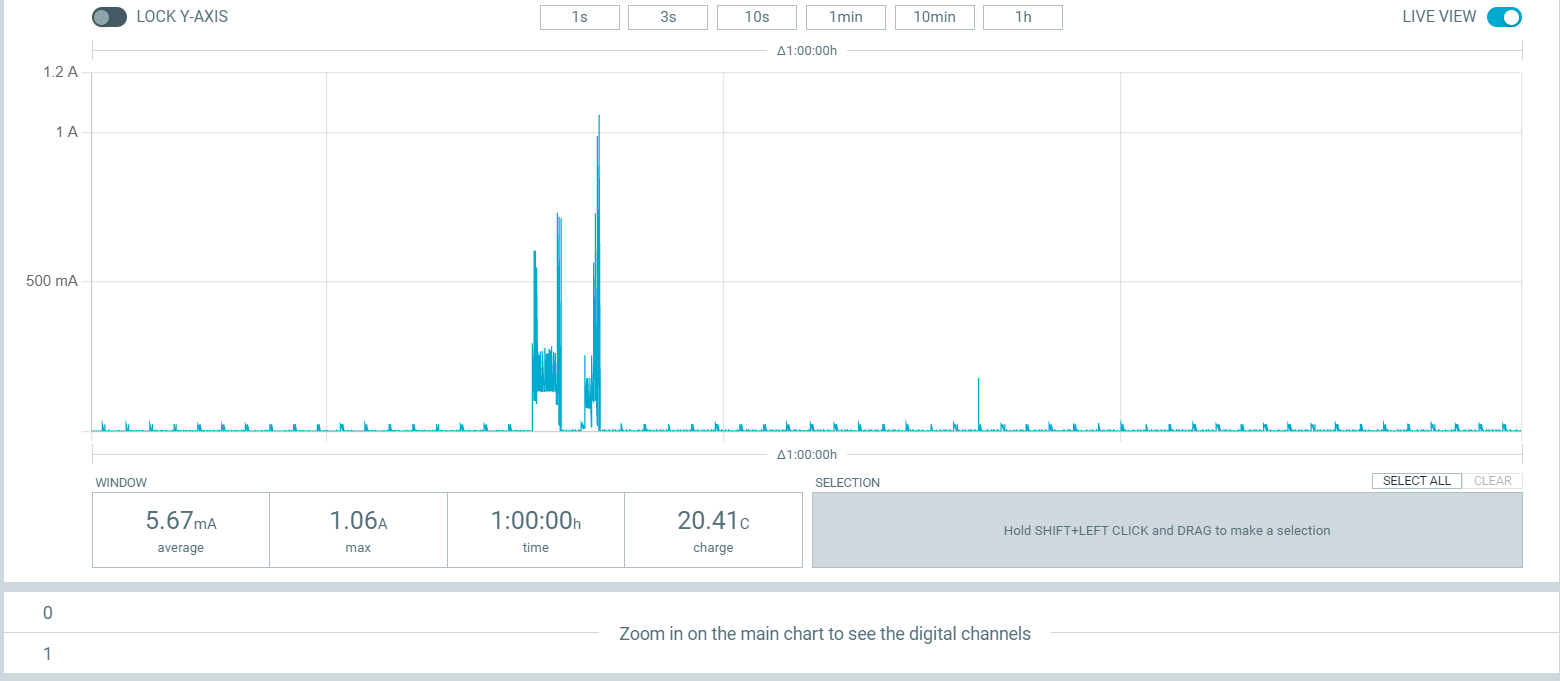 LOCK Y-AXIS 1s 3s 10s 1min 10min 1h LIVE VIEW
Δ1:00:00h
1.2 A
1 A
500 mA
Δ1:00:00h
WINDOW SELECTION SELECT ALL CLEAR
5.67mA 1.06A 1:00:00h 20.41C
average max time charge
Hold SHIFT+LEFT CLICK and DRAG to make a selection
0
Zoom in on the main chart to see the digital channels
1